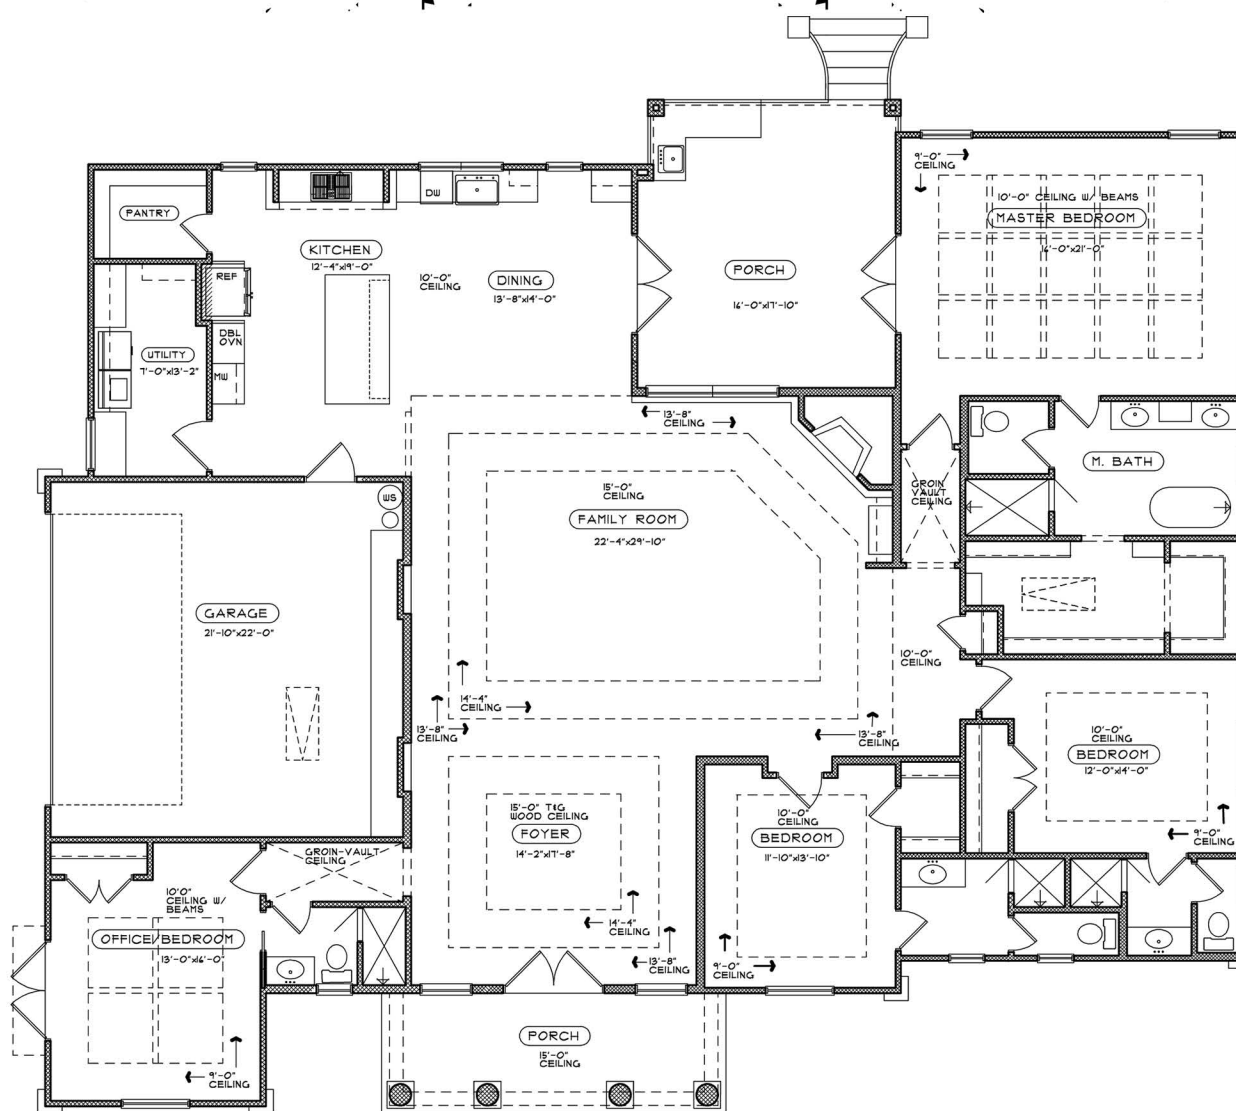 9'-0"
CEILING
10'-0" CEILING W/ BEAMS
MASTER BEDROOM
16'-0"x21'-0"
PANTRY
DW
KITCHEN
12'-4"x19'-0"
10'-0"
CEILING
DINING
13'-8"x14'-0"
PORCH
16'-0"x17'-10"
REF
DBL
OVN
MW
UTILITY
7'-0"x13'-2"
13'-8"
CEILING
M. BATH
GROIN
VAULT
CEILING
WS
15'-0"
CEILING
FAMILY ROOM
22'-4"x29'-10"
GARAGE
21'-10"x22'-0"
10'-0"
CEILING
14'-4"
CEILING
13'-8"
CEILING
13'-8"
CEILING
10'-0"
CEILING
BEDROOM
12'-0"x14'-0"
9'-0"
CEILING
15'-0" T&G
WOOD CEILING
FOYER
14'-2"x17'-8"
10'-0"
CEILING
BEDROOM
11'-10"x13'-10"
GROIN-VAULT
CEILING
10'0"
CEILING W/
BEAMS
OFFICE/BEDROOM
13'-0"x16'-0"
14'-4"
CEILING
13'-8"
CEILING
9'-0"
CEILING
PORCH
15'-0"
CEILING
9'-0"
CEILING